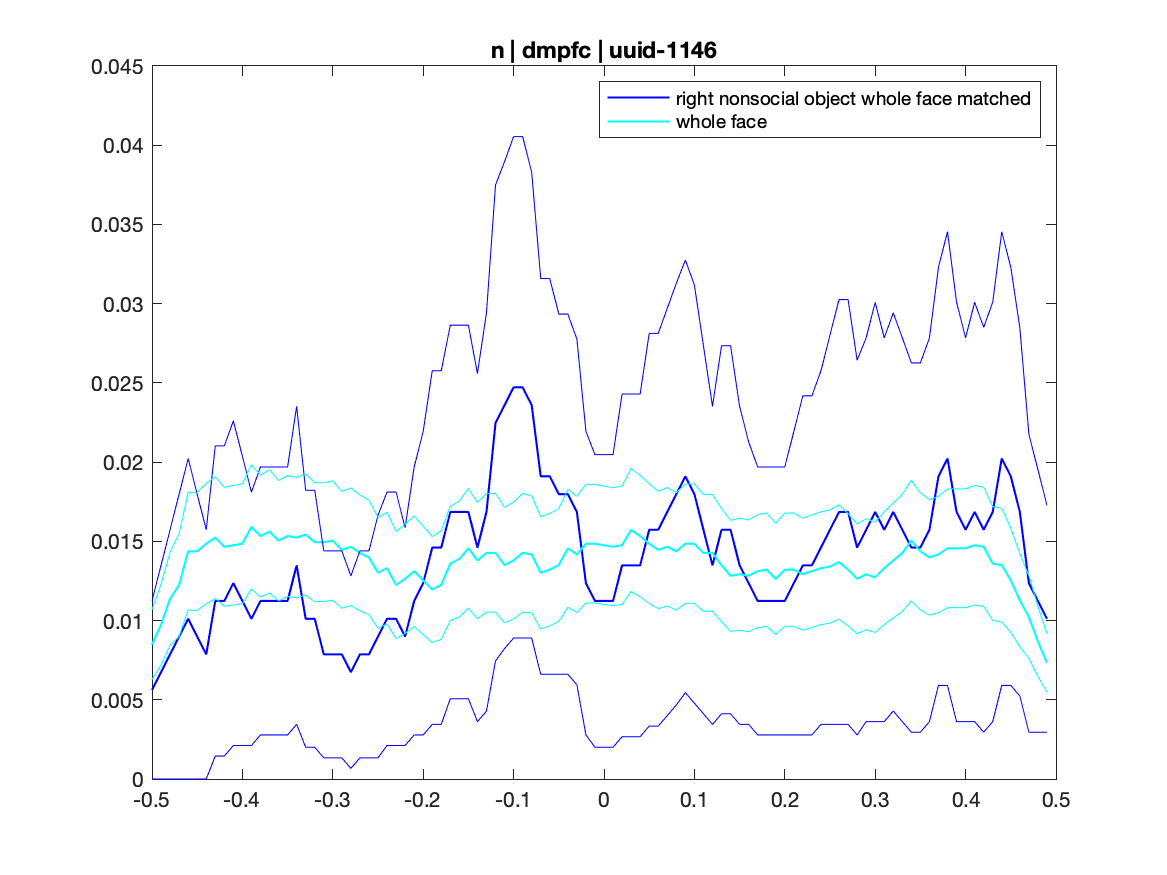 n | dmpfc | uuid-1146
right nonsocial object whole face matched
whole face
0.045
0.04
0.035
0.03
0.025
0.02
0.015
0.01
0.005
0
-0.5 -0.4 -0.3 -0.2 -0.1 0 0.1 0.2 0.3 0.4 0.5